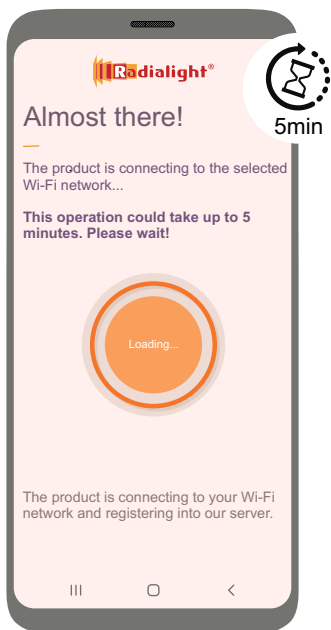 Radialight®
5min
Almost there!
The product is connecting to the selected
Wi-Fi network...
This operation could take up to 5
minutes. Please wait!
Loading...
The product is connecting to your Wi-Fi
network and registering into our server.